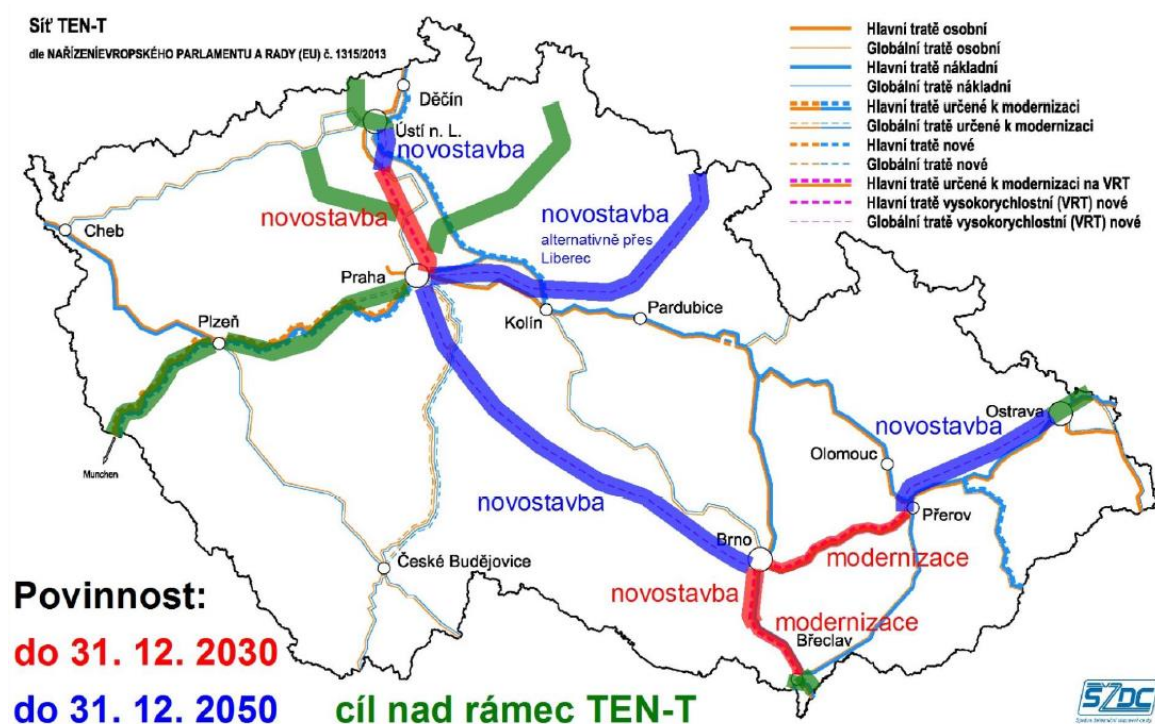 Síť TEN-T
dle NAŘÍZENÍEVROPSKÉHO PARLAMENTU A RADY (EU) č. 1315/2013
Hlavní tratě osobní
Globální tratě osobní
Hlavní tratě nákladní
Globální tratě nákladní
Hlavní tratě určené k modernizaci
Globální tratě určené k modernizaci
Hlavní tratě nové
Globální tratě nové
Hlavní tratě určené k modernizaci na VRT
Hlavní tratě vysokorychlostní (VRT) nové
Globální tratě vysokorychlostní (VRT) nové
Děčín
Ústí n. L.
novostavba
novostavba
novostavba
alternativně přes
Liberec
Cheb
Praha
Plzeň
Kolín
Pardubice
Munchen
Ostrava
novostavba
Olomouc
Přerov
novostavba
Brno
modernizace
České Budějovice
novostavba
modernizace
Břeclav
Povinnost:
do 31. 12. 2030
do 31. 12. 2050
cíl nad rámec TEN-T
SŽDC
Správa železniční dopravní cesty